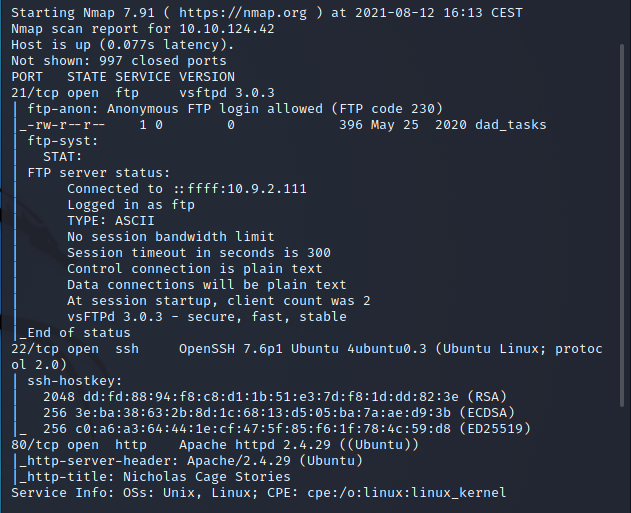 Starting Nmap 7.91 ( https://nmap.org ) at 2021-08-12 16:13 CEST
Nmap scan report for 10.10.124.42
Host is up (0.077s latency).
Not shown: 997 closed ports
PORT   STATE SERVICE VERSION
21/tcp open  ftp     vsftpd 3.0.3
| ftp-anon: Anonymous FTP login allowed (FTP code 230)
|_-rw-r--r--    1 0        0             396 May 25  2020 dad_tasks
| ftp-syst:
|   STAT:
| FTP server status:
|      Connected to ::ffff:10.9.2.111
|      Logged in as ftp
|      TYPE: ASCII
|      No session bandwidth limit
|      Session timeout in seconds is 300
|      Control connection is plain text
|      Data connections will be plain text
|      At session startup, client count was 2
|      vsFTPd 3.0.3 - secure, fast, stable
|_End of status
22/tcp open  ssh     OpenSSH 7.6p1 Ubuntu 4ubuntu0.3 (Ubuntu Linux; protoc
ol 2.0)
| ssh-hostkey:
|   2048 dd:fd:88:94:f8:c8:d1:1b:51:e3:7d:f8:1d:dd:82:3e (RSA)
|   256 3e:ba:38:63:2b:8d:1c:68:13:d5:05:ba:7a:ae:d9:3b (ECDSA)
|_  256 c0:a6:a3:64:44:1e:cf:47:5f:85:f6:1f:78:4c:59:d8 (ED25519)
80/tcp open  http    Apache httpd 2.4.29 ((Ubuntu))
|_http-server-header: Apache/2.4.29 (Ubuntu)
|_http-title: Nicholas Cage Stories
Service Info: OSs: Unix, Linux; CPE: cpe:/o:linux:linux_kernel